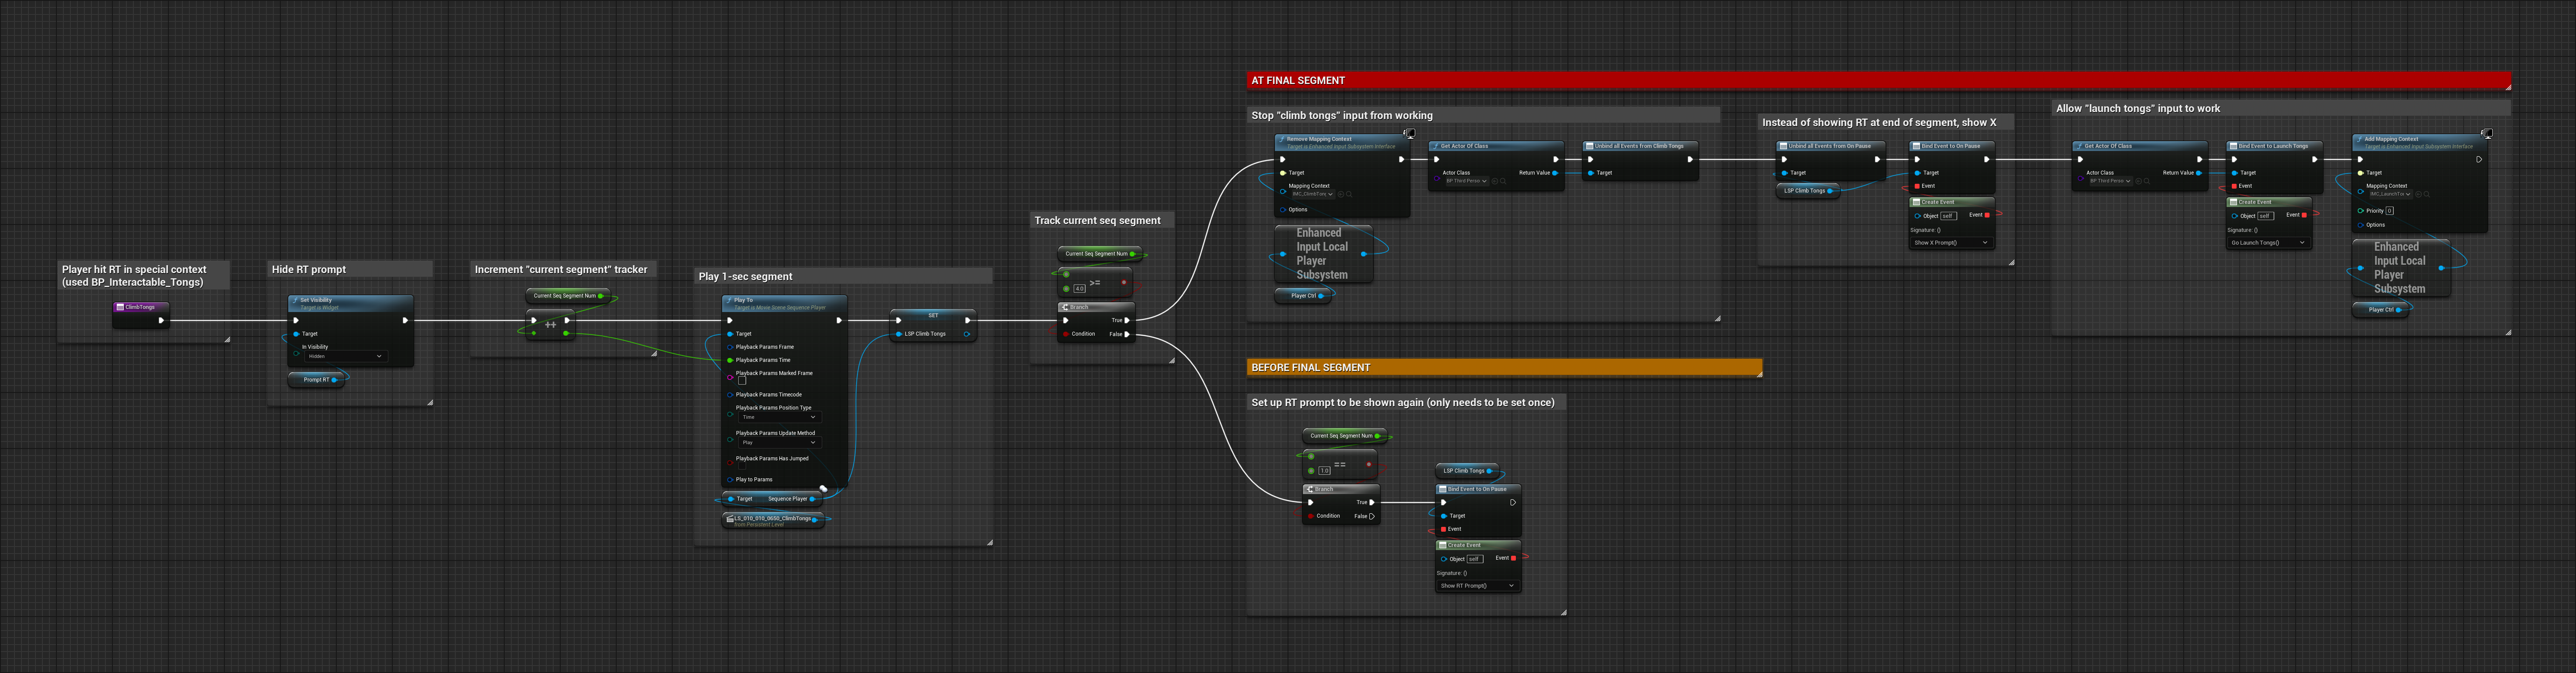 AT FINAL SEGMENT
Stop "climb tongs" input from working
Remove Mapping Context
Target is Enhanced Input Subsystem Interface
Target
Mapping Context
Options
Enhanced
Input Local
Player
Subsystem
Player Ctrl
Get Actor Of Class
Actor Class
Return Value
Unbind all Events from Climb Tongs
Target
Instead of showing RT at end of segment, show X
Unbind all Events from On Pause
Target
LSP Climb Tongs
Bind Event to On Pause
Target
Event
Create Event
Object self Event
Signature: ()
Show X Prompt()
Allow "launch tongs" input to work
Get Actor Of Class
Actor Class
Return Value
Bind Event to Launch Tongs
Target
Event
Create Event
Object self Event
Signature: ()
Go Launch Tongs()
Add Mapping Context
Target is Enhanced Input Subsystem Interface
Target
Mapping Context
Priority 0
Options
Enhanced
Input Local
Player
Subsystem
Player Ctrl
Player hit RT in special context
(used BP_Interactable_Tongs)
ClimbTongs
Hide RT prompt
Set Visibility
Target is Widget
Target
In Visibility
Hidden
Prompt RT
Increment "current segment" tracker
Current Seq Segment Num
++
Play 1-sec segment
Play To
Target is Movie Scene Sequence Player
Target
Playback Params Frame
Playback Params Time
Playback Params Marked Frame
Playback Params Timecode
Playback Params Position Type
Time
Playback Params Update Method
Play
Playback Params Has Jumped
Play to Params
Target Sequence Player
LS_010_010_0650_ClimbTongs
from Persistent Level
SET
LSP Climb Tongs
Track current seq segment
Current Seq Segment Num
>=
4.0
Branch
True
Condition False
BEFORE FINAL SEGMENT
Set up RT prompt to be shown again (only needs to be set once)
Current Seq Segment Num
==
1.0
Branch
True
Condition False
LSP Climb Tongs
Bind Event to On Pause
Target
Event
Create Event
Object self Event
Signature: ()
Show RT Prompt()